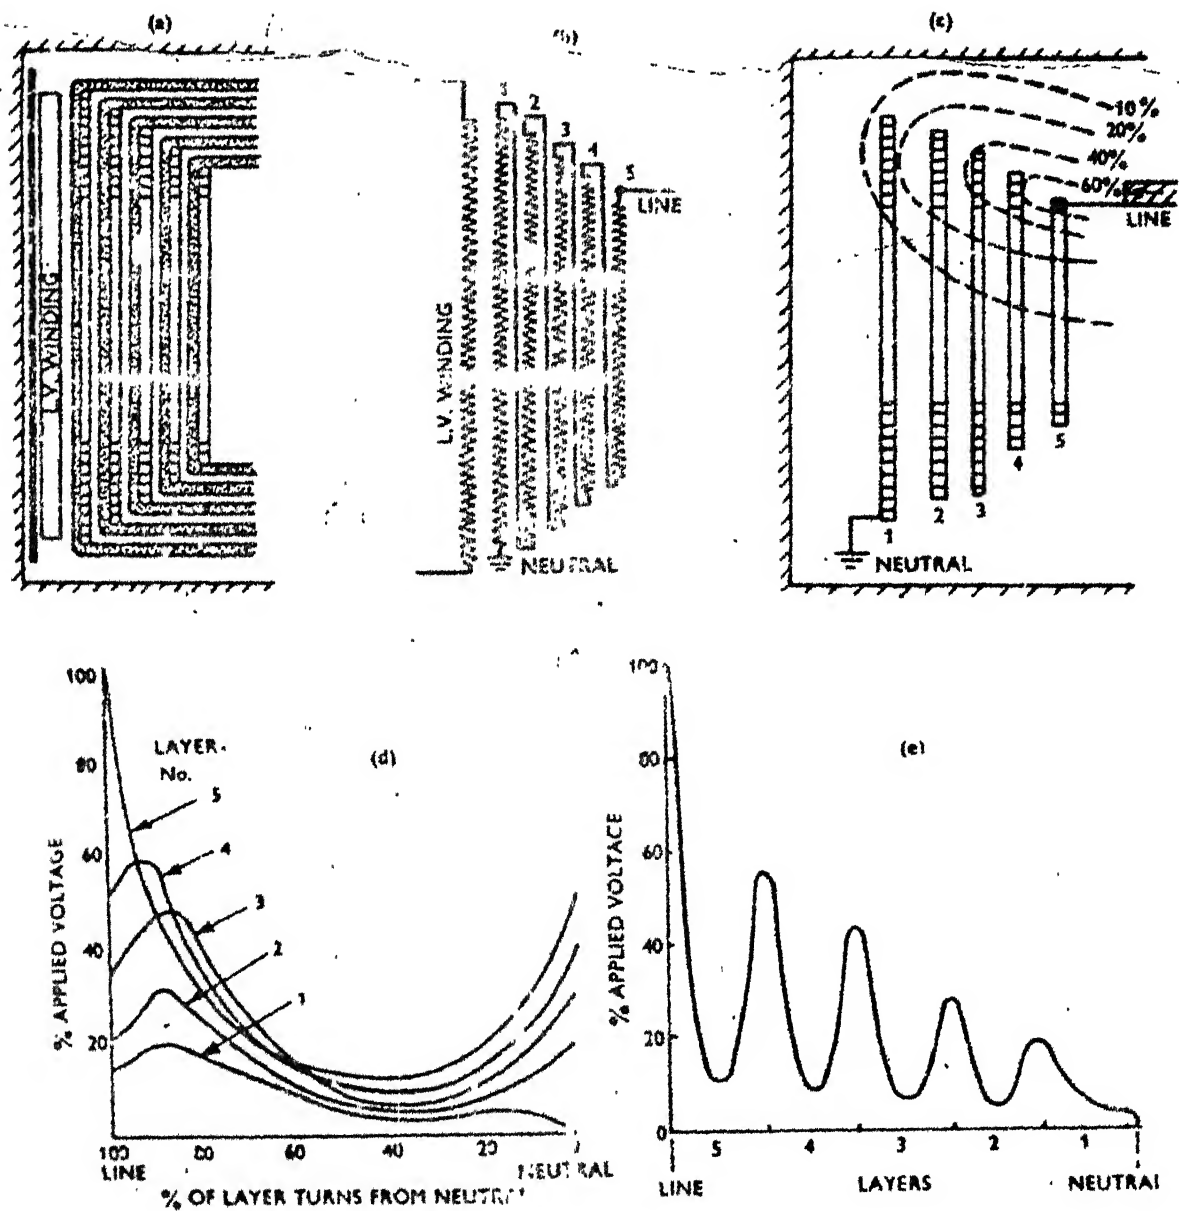 (a)
L.V. WINDING
(b)
2
3
4
5
LINE
L.V. WINDING
NEUTRAL
(c)
10%
20%
40%
60%
LINE
1
2
3
4
5
NEUTRAL
(d)
% APPLIED VOLTAGE
100
80
60
40
20
LAYER
No.
5
4
3
2
1
100
80
60
40
20
LINE
NEUTRAL
% OF LAYER TURNS FROM NEUTRAL
(e)
% APPLIED VOLTAGE
100
80
60
40
20
0
5
4
3
2
1
LINE
LAYERS
NEUTRAL